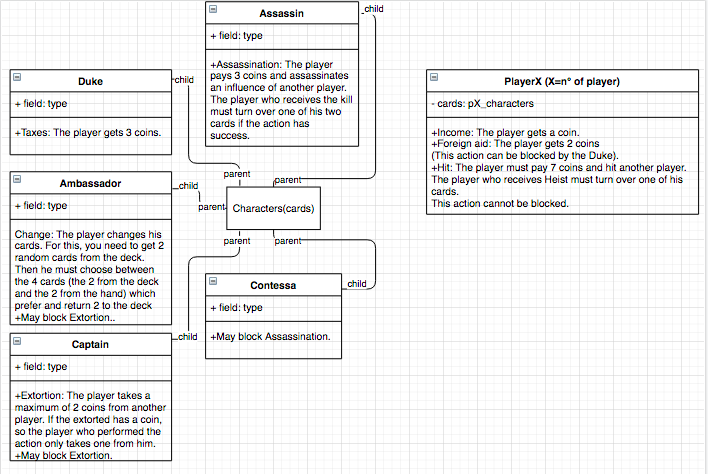 Assassin
+ field: type
+Assassination: The player
pays 3 coins and assassinates
an influence of another player.
The player who receives the kill
must turn over one of his two
cards if the action has
success.
child
Duke
+ field: type
+Taxes: The player gets 3 coins.
child
PlayerX (X=n° of player)
- cards: pX_characters
+Income: The player gets a coin.
+Foreign aid: The player gets 2 coins
(This action can be blocked by the Duke).
+Hit: The player must pay 7 coins and hit another player.
The player who receives Heist must turn over one of his
cards.
This action cannot be blocked.
Ambassador
+ field: type
Change: The player changes his
cards. For this, you need to get 2
random cards from the deck.
Then he must choose between
the 4 cards (the 2 from the deck
and the 2 from the hand) which
prefer and return 2 to the deck
+May block Extortion..
child
parent
parent
parent
Characters(cards)
parent
parent
Contessa
+ field: type
+May block Assassination.
child
Captain
+ field: type
+Extortion: The player takes a
maximum of 2 coins from another
player. If the extorted has a coin,
so the player who performed the
action only takes one from him.
+May block Extortion.
child